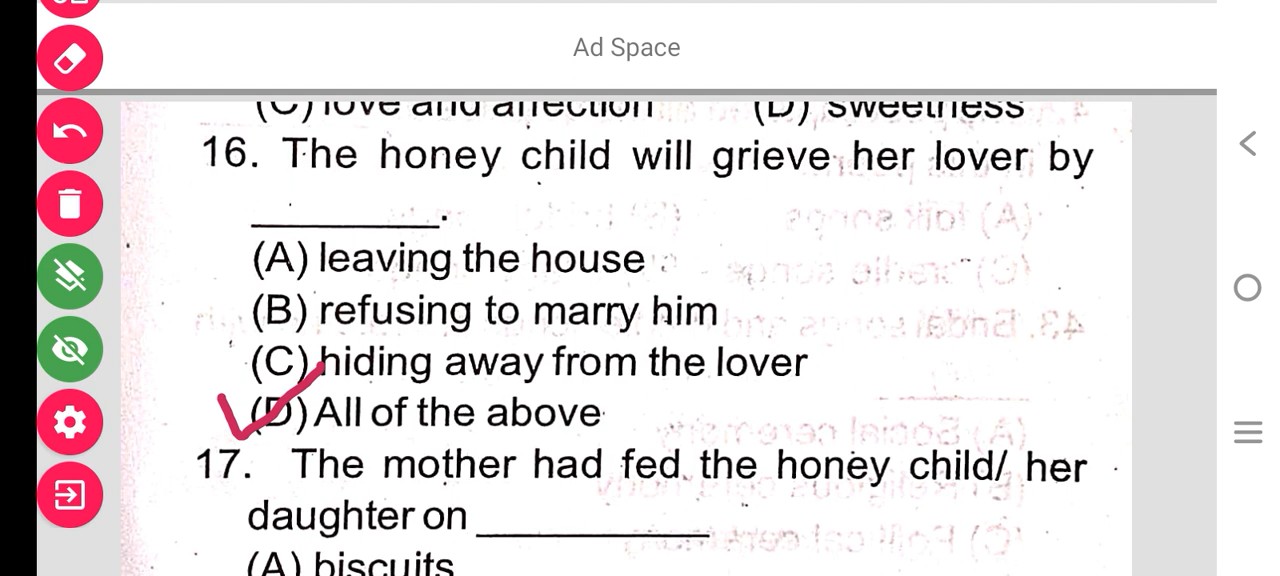 Ad Space
(C) love and affection (D) sweetness
16. The honey child will grieve her lover by
__________.
(A) leaving the house
(B) refusing to marry him
(C) hiding away from the lover
(D) All of the above
17. The mother had fed the honey child/ her
daughter on __________
(A) biscuits